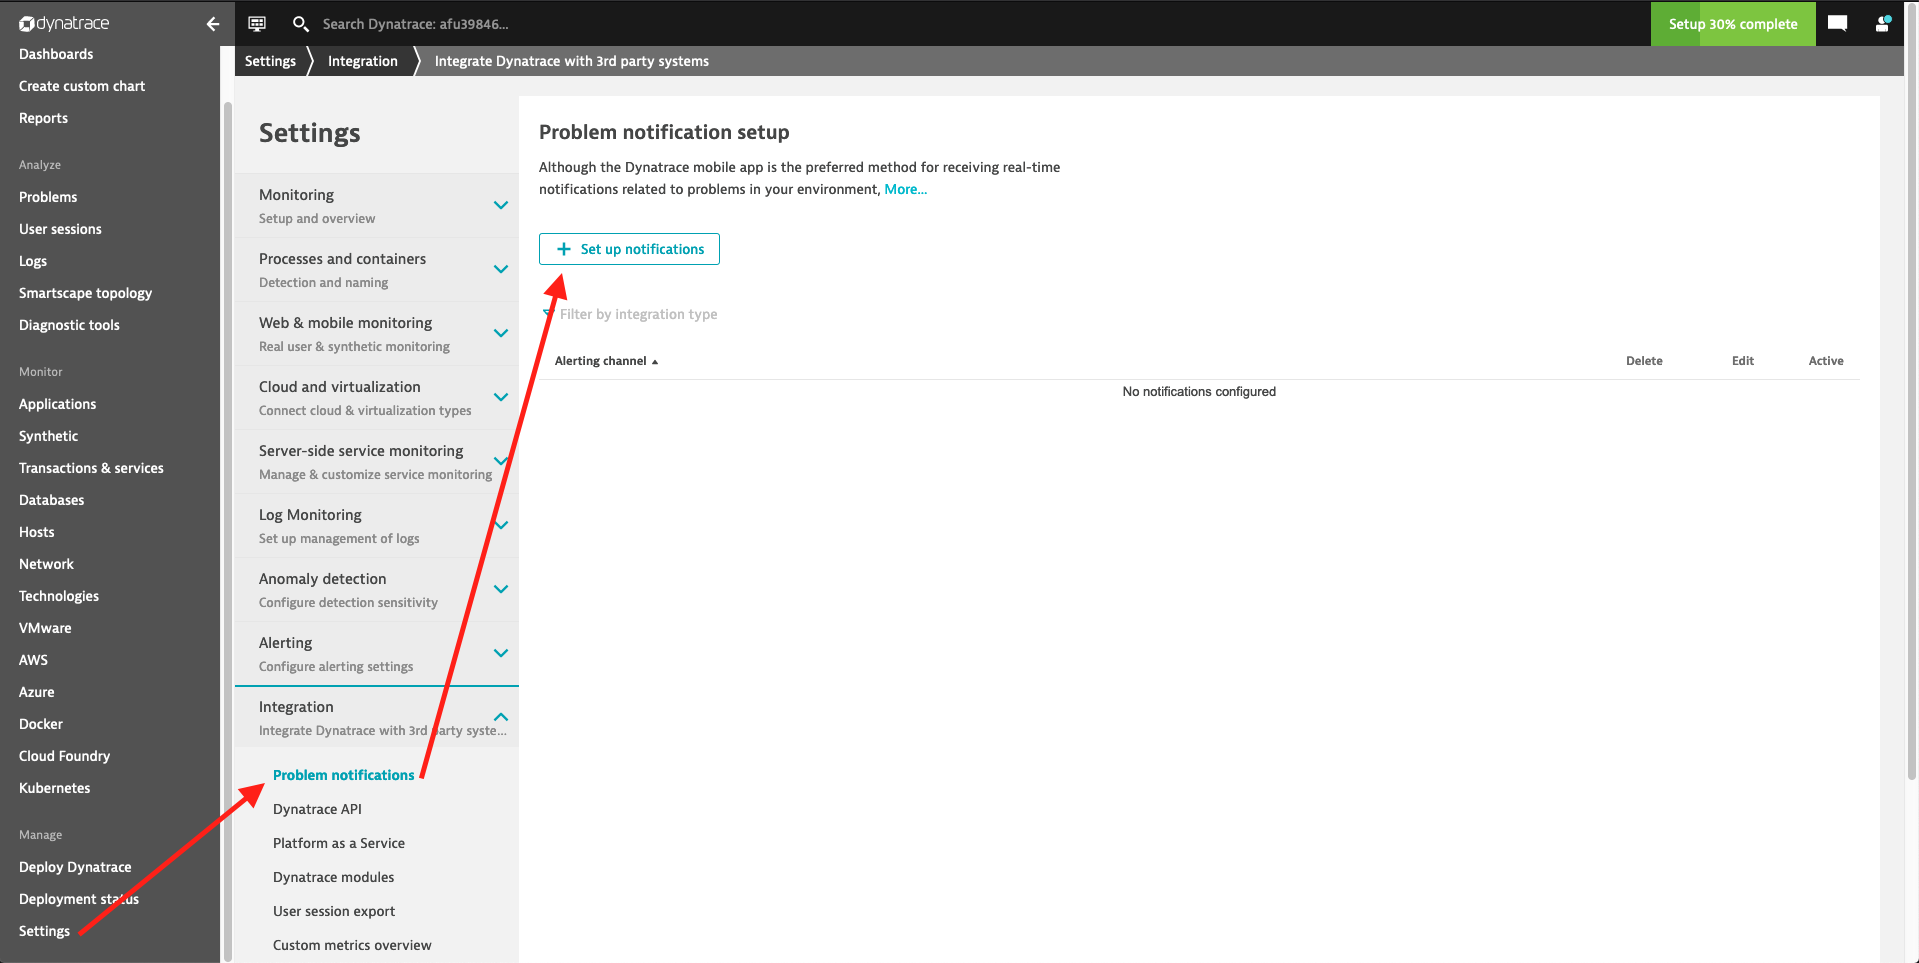 dynatrace
Search Dynatrace: afu39846...
Setup 30% complete
Dashboards
Create custom chart
Reports
Analyze
Problems
User sessions
Logs
Smartscape topology
Diagnostic tools
Monitor
Applications
Synthetic
Transactions & services
Databases
Hosts
Network
Technologies
VMware
AWS
Azure
Docker
Cloud Foundry
Kubernetes
Manage
Deploy Dynatrace
Deployment status
Settings
Settings
Integration
Integrate Dynatrace with 3rd party systems
Settings
Monitoring
Setup and overview
Processes and containers
Detection and naming
Web & mobile monitoring
Real user & synthetic monitoring
Cloud and virtualization
Connect cloud & virtualization types
Server-side service monitoring
Manage & customize service monitoring
Log Monitoring
Set up management of logs
Anomaly detection
Configure detection sensitivity
Alerting
Configure alerting settings
Integration
Integrate Dynatrace with 3rd party syste...
Problem notifications
Dynatrace API
Platform as a Service
Dynatrace modules
User session export
Custom metrics overview
Problem notification setup
Although the Dynatrace mobile app is the preferred method for receiving real-time
notifications related to problems in your environment, More...
Set up notifications
Filter by integration type
Alerting channel
Delete
Edit
Active
No notifications configured